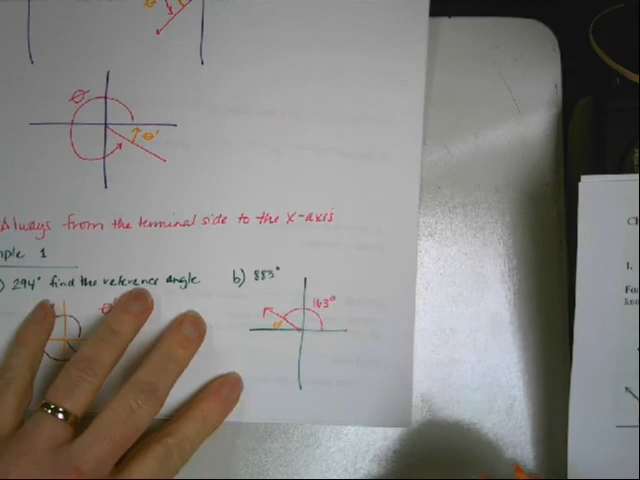 θ
θ'
θ'
Always from the terminal side to the x-axis
mple 1
) 294° find the reference angle b) 883°
163°